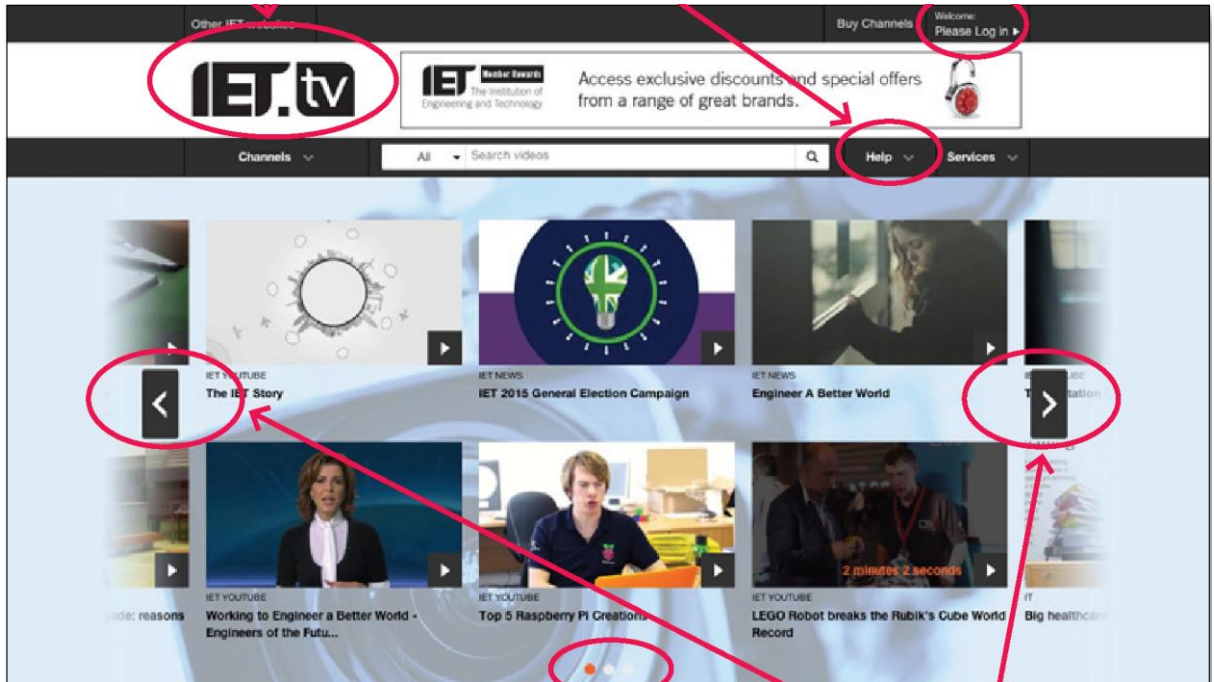 Other IET websites
Buy Channels
Welcome:
Please Log in
IET.tv
IET
Member Rewards
The Institution of
Engineering and Technology
Access exclusive discounts and special offers
from a range of great brands.
Channels
All
Search videos
Help
Services
IET YOUTUBE
The IET Story
IET NEWS
IET 2015 General Election Campaign
IET NEWS
Engineer A Better World
2 minutes 2 seconds
reasons
IET YOUTUBE
Working to Engineer a Better World -
Engineers of the Futu...
IET YOUTUBE
Top 5 Raspberry Pi Creations
IET YOUTUBE
LEGO Robot breaks the Rubik's Cube World
Record
IT
Big healthcare